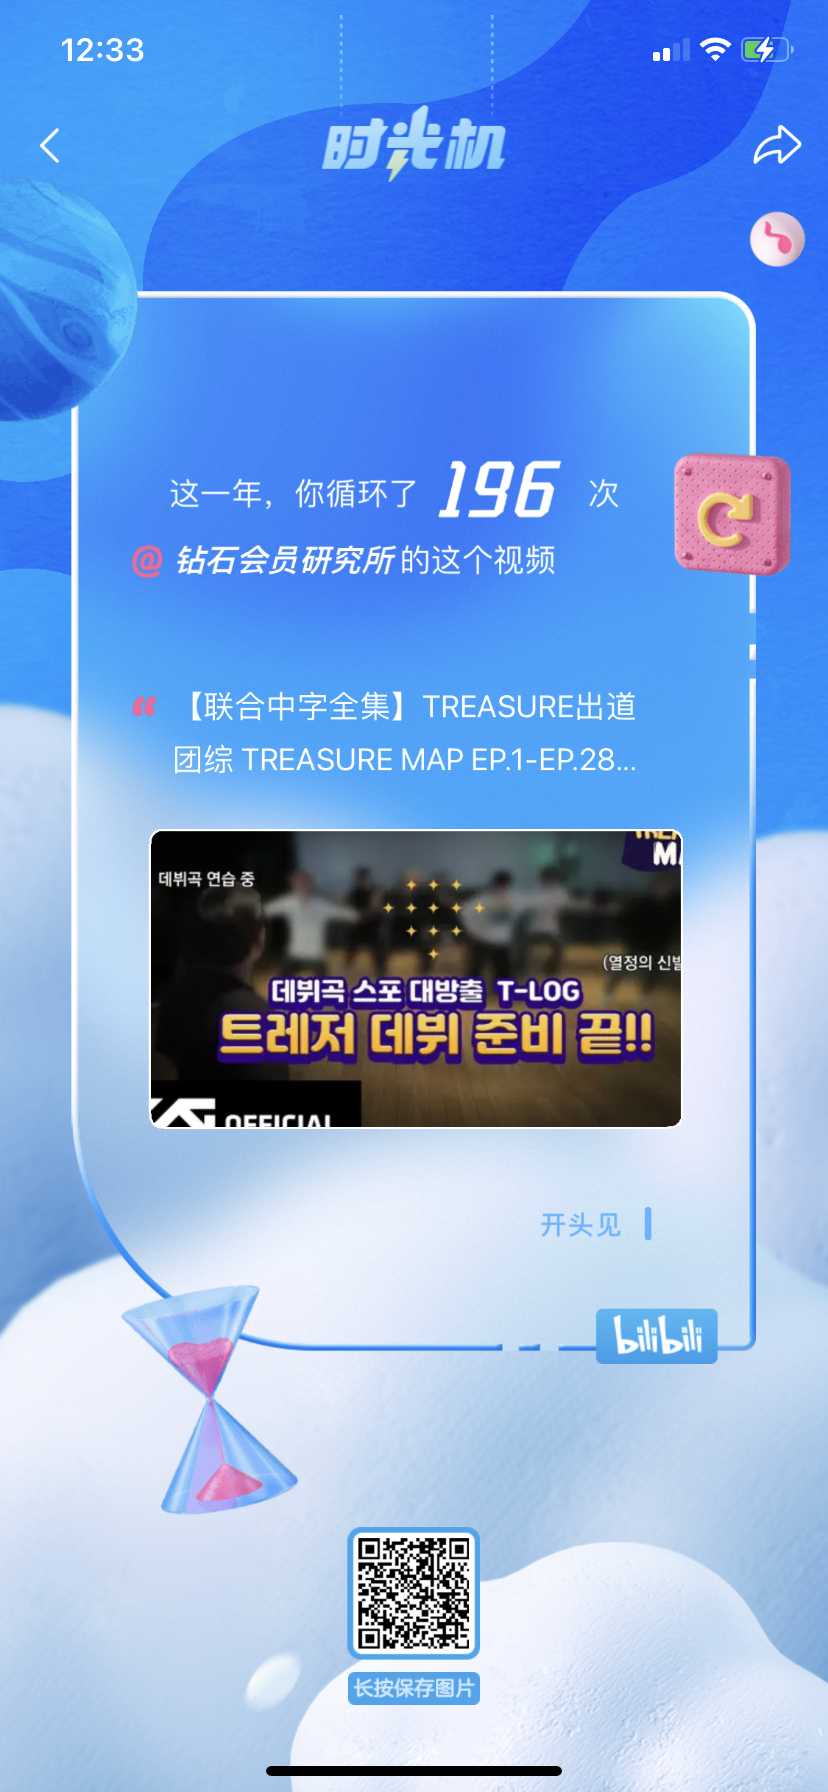 12:33
时光机
这一年，你循环了 196 次
@ 钻石会员研究所 的这个视频
“ 【联合中字全集】TREASURE出道
团综 TREASURE MAP EP.1-EP.28...
데뷔곡 연습 중
(열정의 신발
데뷔곡 스포 대방출 T-LOG
트레저 데뷔 준비 끝!!
YG OFFICIAL
开头见
bilibili
长按保存图片